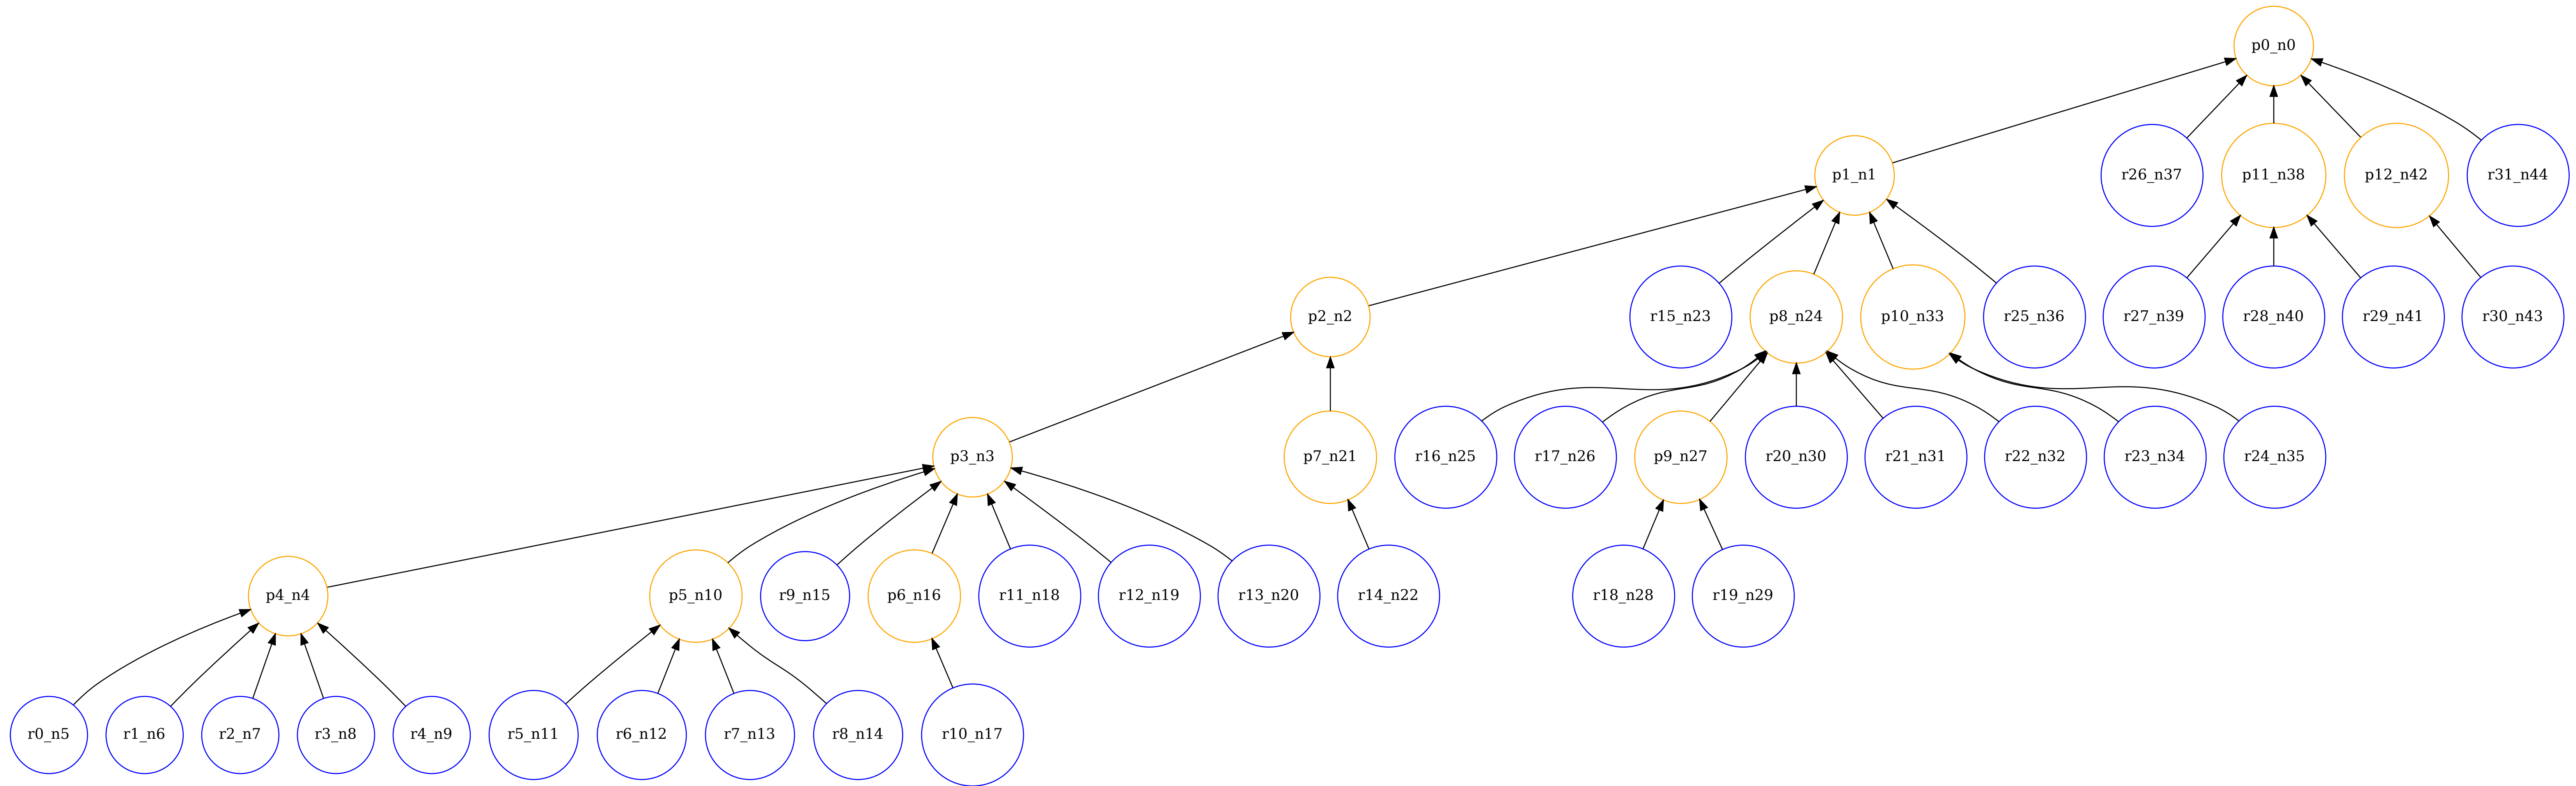 p0_n0
p1_n1
r26_n37
p11_n38
p12_n42
r31_n44
p2_n2
r15_n23
p8_n24
p10_n33
r25_n36
r27_n39
r28_n40
r29_n41
r30_n43
p3_n3
p7_n21
r16_n25
r17_n26
p9_n27
r20_n30
r21_n31
r22_n32
r23_n34
r24_n35
p4_n4
p5_n10
r9_n15
p6_n16
r11_n18
r12_n19
r13_n20
r14_n22
r18_n28
r19_n29
r0_n5
r1_n6
r2_n7
r3_n8
r4_n9
r5_n11
r6_n12
r7_n13
r8_n14
r10_n17